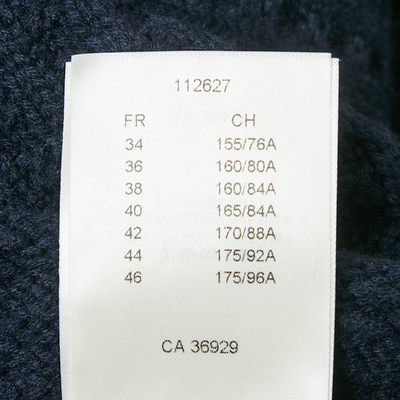 112627
FR CH
34 155/76A
36 160/80A
38 160/84A
40 165/84A
42 170/88A
44 175/92A
46 175/96A
CA 36929